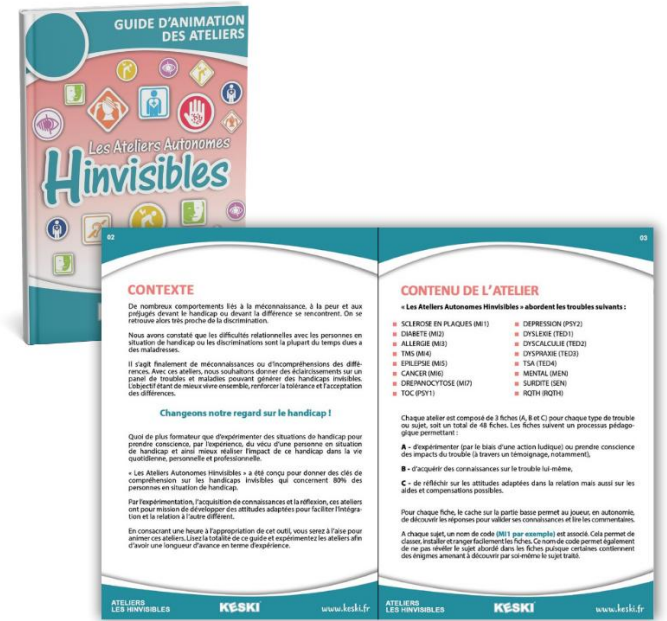 GUIDE D'ANIMATION
DES ATELIERS
Les Ateliers Autonomes
Hinvisibles
02
CONTEXTE
De nombreux comportements liés à la méconnaissance, à la peur et aux
préjugés devant le handicap ou devant la différence se rencontrent. On se
retrouve alors très proche de la discrimination.
Nous avons constaté que les difficultés relationnelles avec les personnes en
situation de handicap ou les discriminations sont la plupart du temps dues a
des maladresses.
Il s'agit finalement de méconnaissances ou d'incompréhensions des diffé-
rences. Avec ces ateliers, nous souhaitons donner des éclaircissements sur un
panel de troubles et maladies pouvant générer des handicaps invisibles.
L'objectif étant de mieux vivre ensemble, renforcer la tolérance et l'acceptation
des différences.
Changeons notre regard sur le handicap !
Quoi de plus formateur que d'expérimenter des situations de handicap pour
prendre conscience, par l'expérience, du vécu d'une personne en situation
de handicap et ainsi mieux réaliser l'impact de ce handicap dans la vie
quotidienne, personnelle et professionnelle.
« Les Ateliers Autonomes Hinvisibles » a été conçu pour donner des clés de
compréhension sur les handicaps invisibles qui concernent 80% des
personnes en situation de handicap.
Par l'expérimentation, l'acquisition de connaissances et la réflexion, ces ateliers
ont pour mission de développer des attitudes adaptées pour faciliter l'intégra-
tion et la relation à l'autre différent.
En consacrant une heure à l'appropriation de cet outil, vous serez à l'aise pour
animer ces ateliers. Lisez la totalité de ce guide et expérimentez les ateliers afin
d'avoir une longueur d'avance en terme d'expérience.
ATELIERS
LES HINVISIBLES
KESKI
www.keski.fr
03
CONTENU DE L'ATELIER
« Les Ateliers Autonomes Hinvisibles » abordent les troubles suivants :
SCLEROSE EN PLAQUES (MI1)
DIABETE (MI2)
ALLERGIE (MI3)
TMS (MI4)
EPILEPSIE (MI5)
CANCER (MI6)
DREPANOCYTOSE (MI7)
TOC (PSY1)
DEPRESSION (PSY2)
DYSLEXIE (TED1)
DYSCALCULIE (TED2)
DYSPRAXIE (TED3)
TSA (TED4)
MENTAL (MEN)
SURDITE (SEN)
RQTH (RQTH)
Chaque atelier est composé de 3 fiches (A, B et C) pour chaque type de trouble
ou sujet, soit un total de 48 fiches. Les fiches suivent un processus pédago-
gique permettant :
A – d'expérimenter (par le biais d'une action ludique) ou prendre conscience
des impacts du trouble (à travers un témoignage, notamment),
B - d'acquérir des connaissances sur le trouble lui-même,
C - de réfléchir sur les attitudes adaptées dans la relation mais aussi sur les
aides et compensations possibles.
Pour chaque fiche, le cache sur la partie basse permet au joueur, en autonomie,
de découvrir les réponses pour valider ses connaissances et lire les commentaires.
A chaque sujet, un nom de code (MI1 par exemple) est associé. Cela permet de
classer, installer et ranger facilement les fiches. Ce nom de code permet également
de ne pas révéler le sujet abordé dans les fiches puisque certaines contiennent
des énigmes amenant à découvrir par soi-même le sujet traité.
ATELIERS
LES HINVISIBLES
KESKI
www.keski.fr